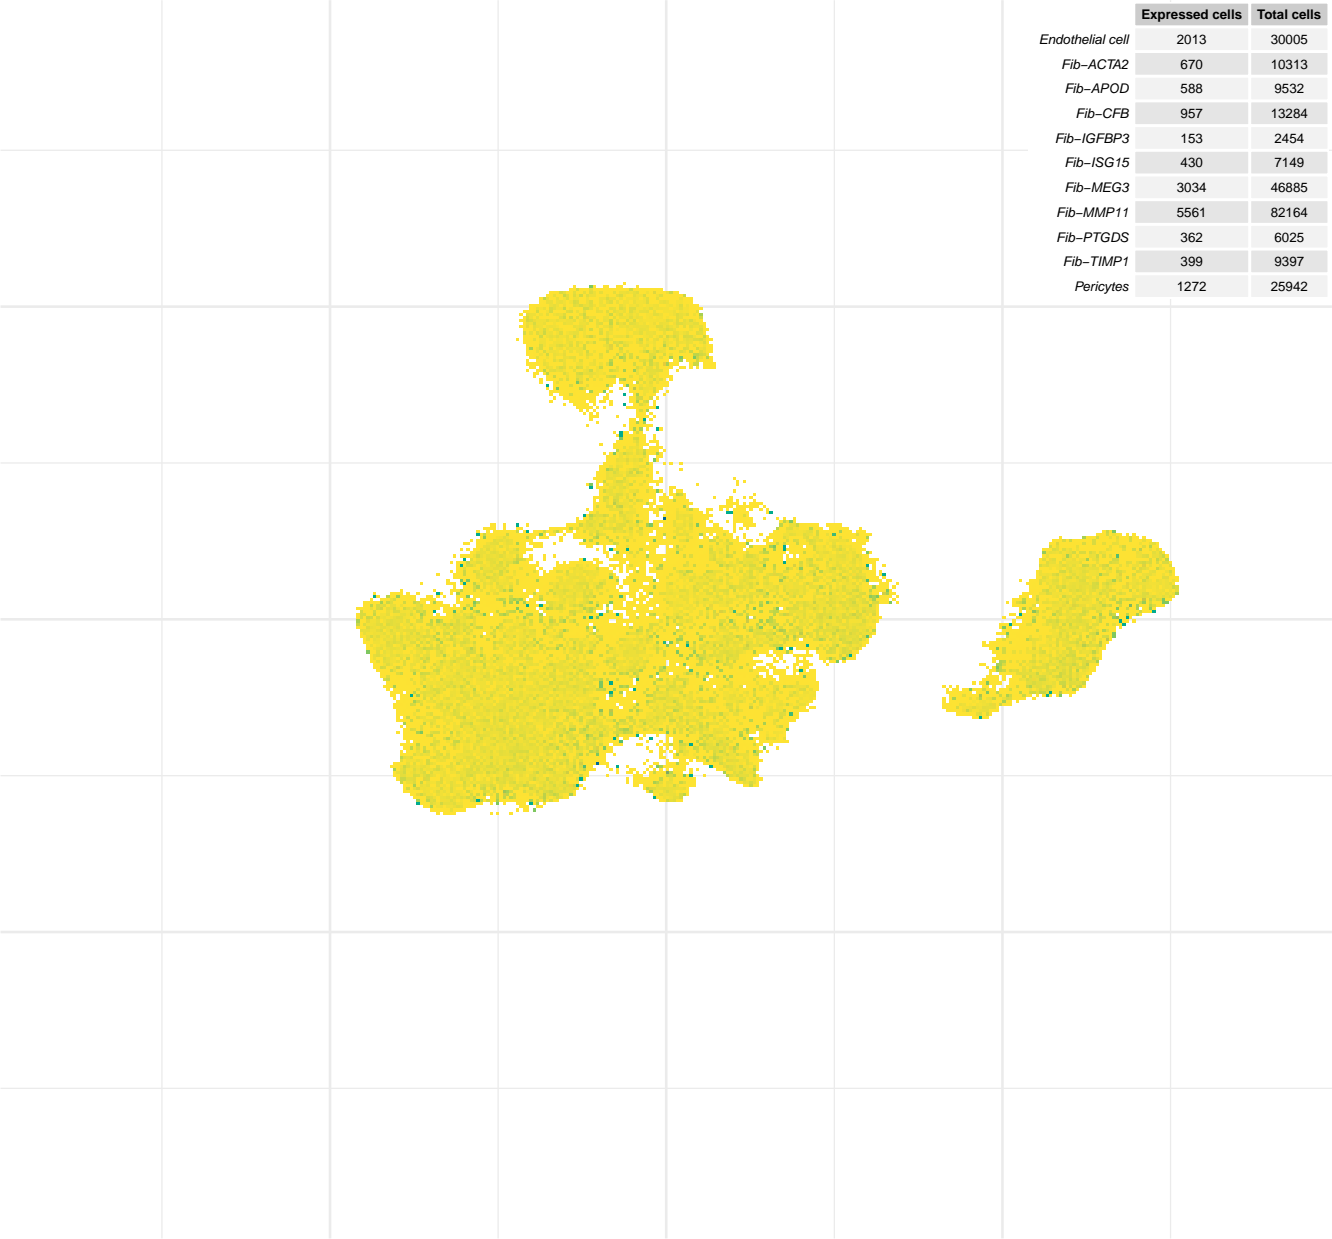 Expressed cells Total cells
Endothelial cell 2013 30005
Fib−ACTA2 670 10313
Fib−APOD 588 9532
Fib−CFB 957 13284
Fib−IGFBP3 153 2454
Fib−ISG15 430 7149
Fib−MEG3 3034 46885
Fib−MMP11 5561 82164
Fib−PTGDS 362 6025
Fib−TIMP1 399 9397
Pericytes 1272 25942